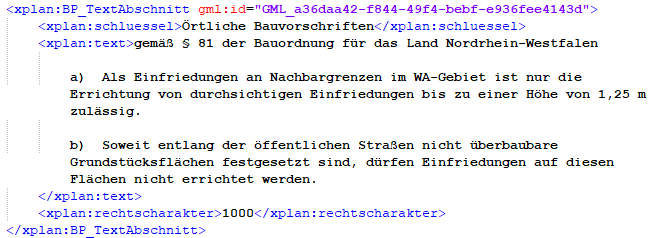 <xplan:BP_TextAbschnitt gml:id="GML_a36daa42-f844-49f4-bebf-e936fee4143d">
<xplan:schluessel>Örtliche Bauvorschriften</xplan:schluessel>
<xplan:text>gemäß § 81 der Bauordnung für das Land Nordrhein-Westfalen
a) Als Einfriedungen an Nachbargrenzen im WA-Gebiet ist nur die
Errichtung von durchsichtigen Einfriedungen bis zu einer Höhe von 1,25 m
zulässig.
b) Soweit entlang der öffentlichen Straßen nicht überbaubare
Grundstücksflächen festgesetzt sind, dürfen Einfriedungen auf diesen
Flächen nicht errichtet werden.
</xplan:text>
<xplan:rechtscharakter>1000</xplan:rechtscharakter>
</xplan:BP_TextAbschnitt>